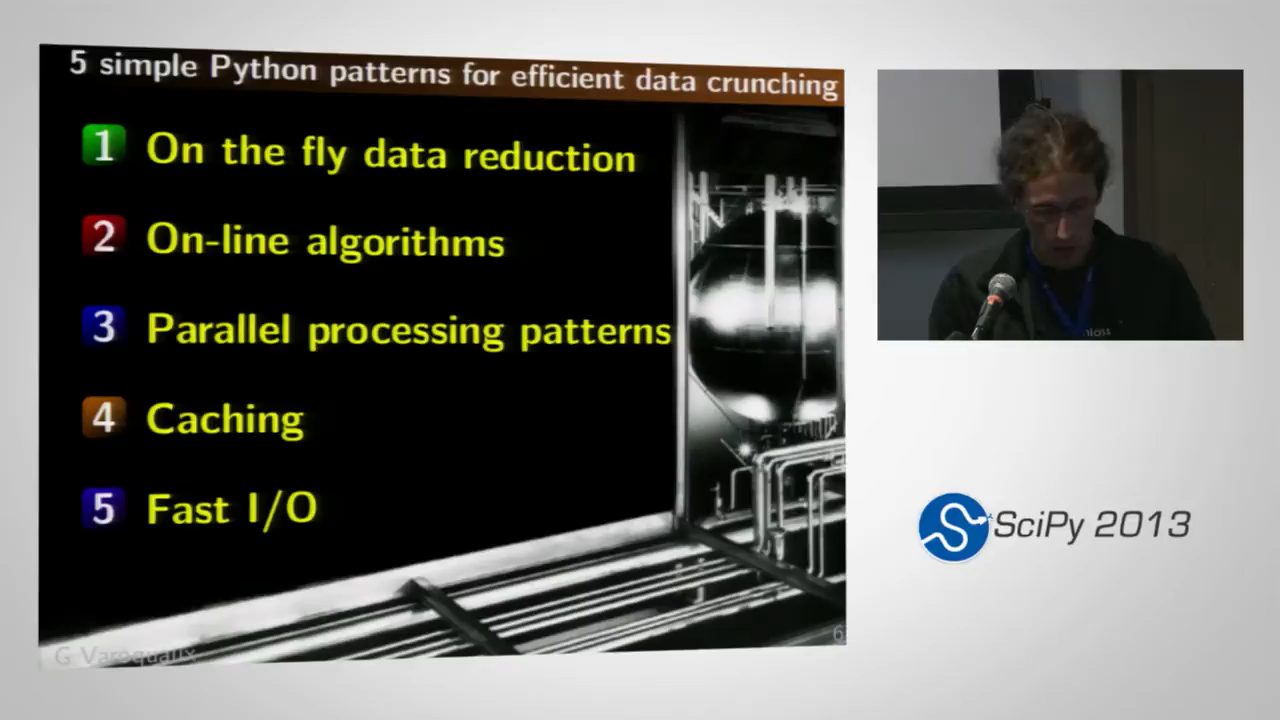 5 simple Python patterns for efficient data crunching
1 On the fly data reduction
2 On-line algorithms
3 Parallel processing patterns
4 Caching
5 Fast I/O
G Varoquaux
6
SciPy 2013